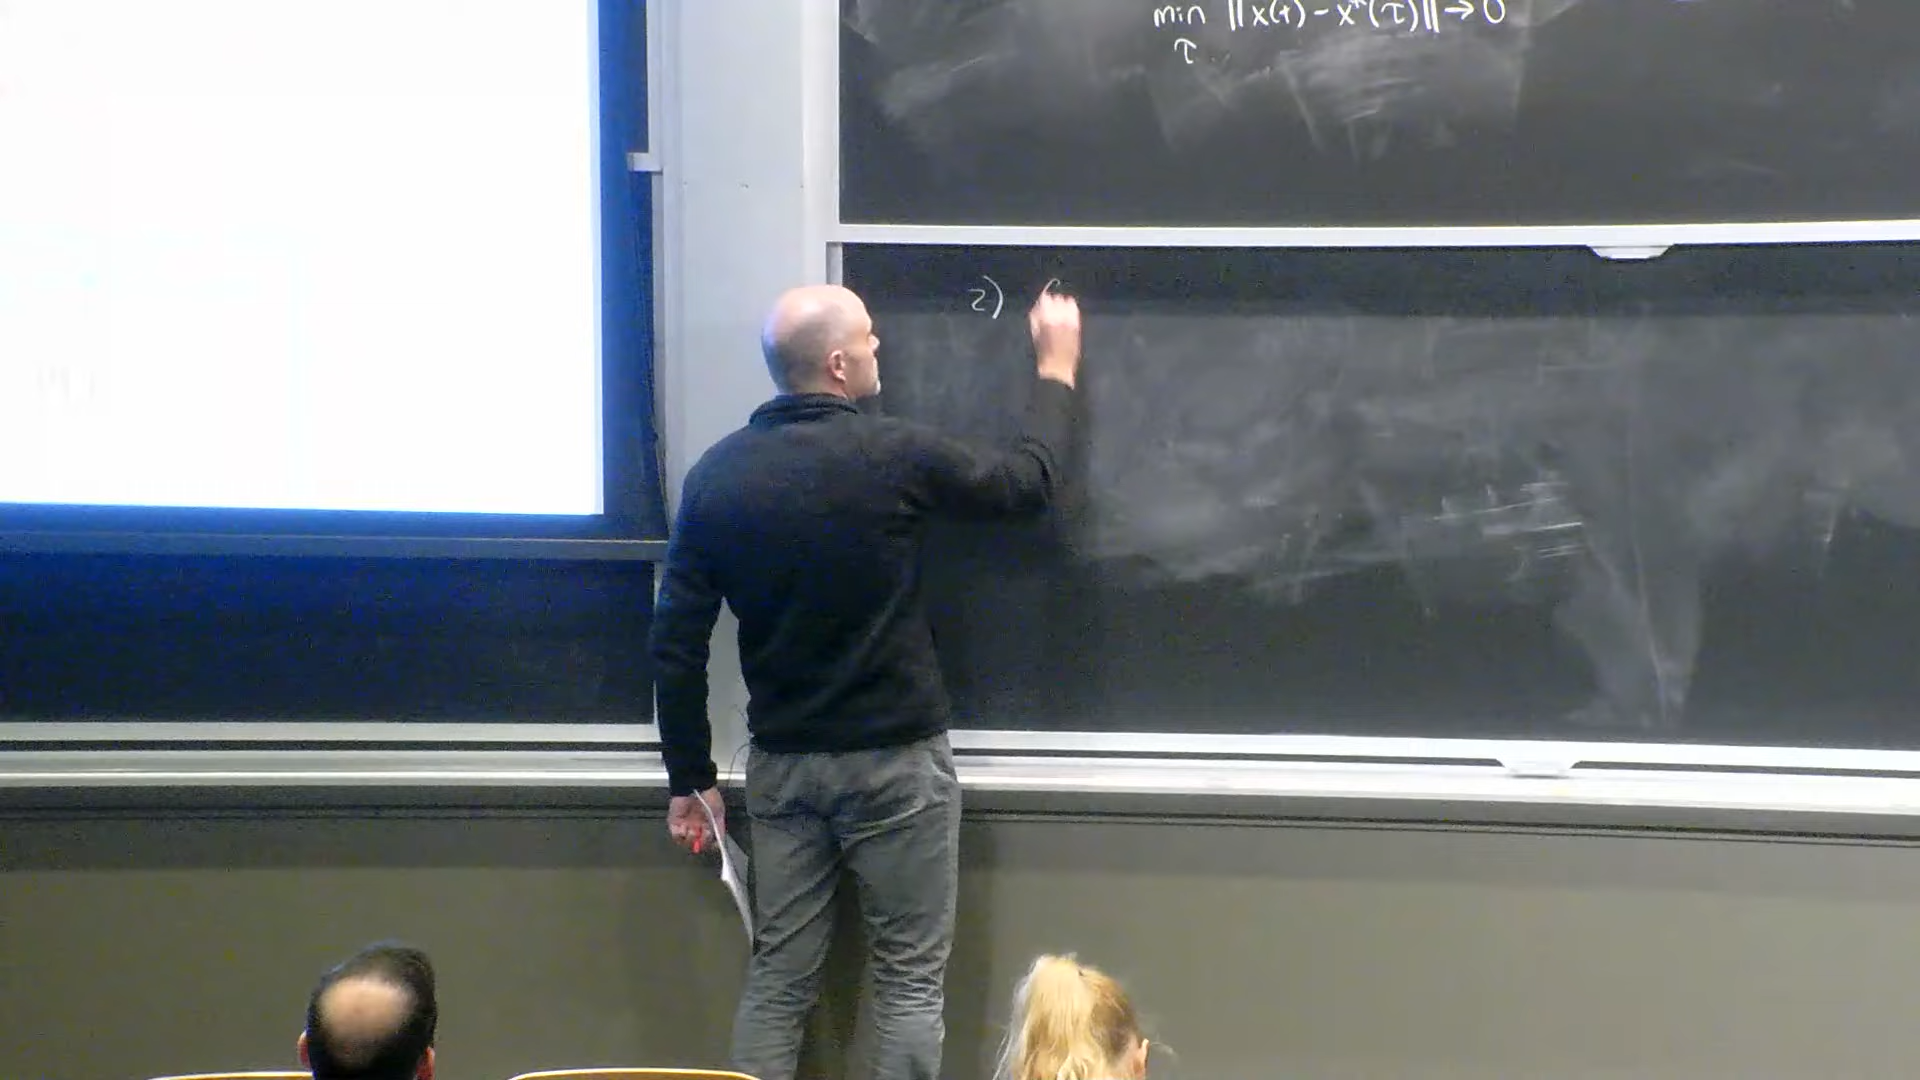 min ||x(t) - x*(τ)|| → 0
τ
2)